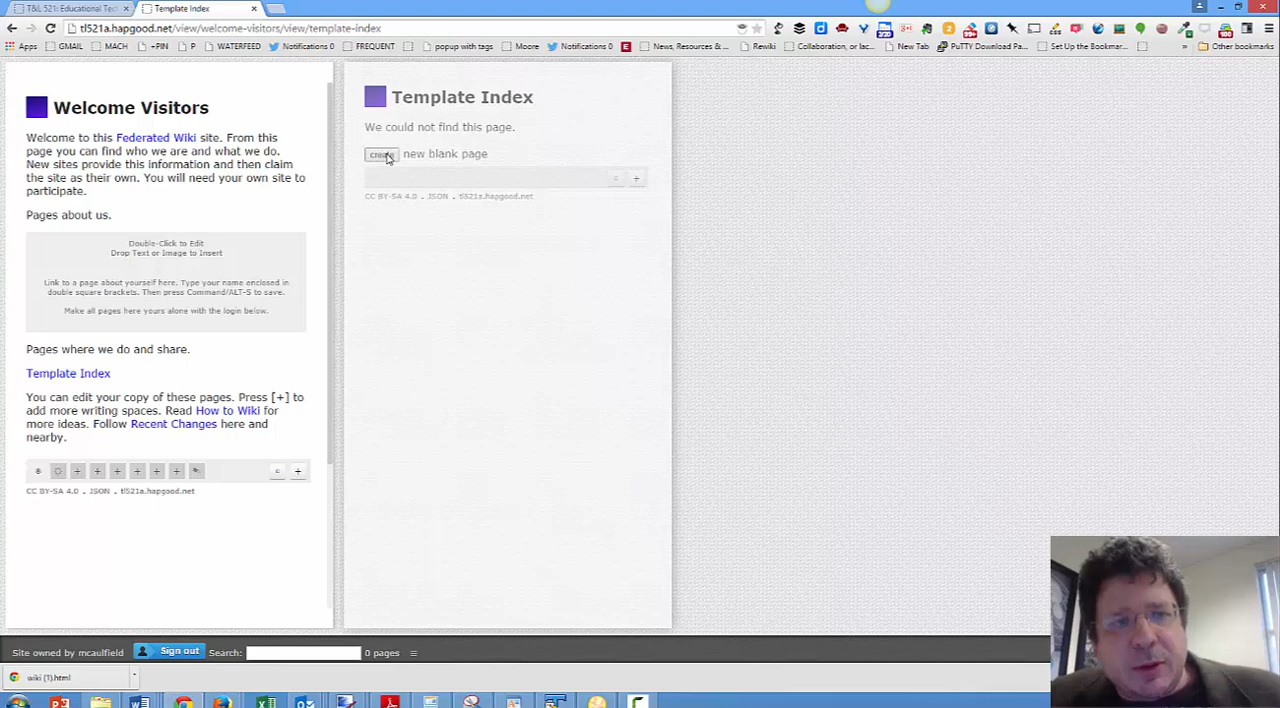 T&L 521: Educational Tec
Template Index
tl521a.hapgood.net/view/welcome-visitors/view/template-index
Apps GMAIL MACH +PIN P WATERFEED Notifications 0 FREQUENT popup with tags Moore Notifications 0 News, Resources &... Rewiki Collaboration, or lac... New Tab PuTTY Download Pa... Set Up the Bookmar... » Other bookmarks
Welcome Visitors
Welcome to this Federated Wiki site. From this
page you can find who we are and what we do.
New sites provide this information and then claim
the site as their own. You will need your own site to
participate.
Pages about us.
Double-Click to Edit
Drop Text or Image to Insert
Link to a page about yourself here. Type your name enclosed in
double square brackets. Then press Command/ALT-S to save.
Make all pages here yours alone with the login below.
Pages where we do and share.
Template Index
You can edit your copy of these pages. Press [+] to
add more writing spaces. Read How to Wiki for
more ideas. Follow Recent Changes here and
nearby.
CC BY-SA 4.0 . JSON . tl521a.hapgood.net
Template Index
We could not find this page.
create new blank page
CC BY-SA 4.0 . JSON . tl521a.hapgood.net
Site owned by mcaulfield Sign out Search: 0 pages
wiki (1).html